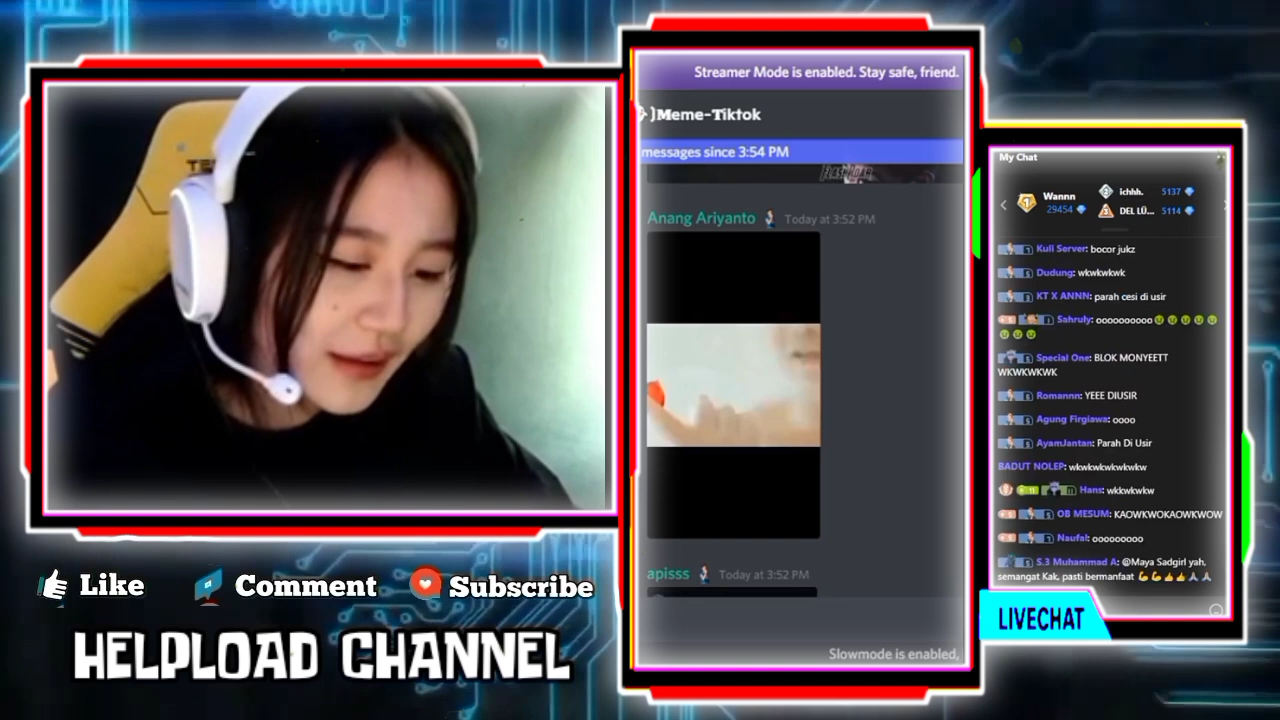 Streamer Mode is enabled. Stay safe, friend.
)Meme-Tiktok
messages since 3:54 PM
Anang Ariyanto Today at 3:52 PM
apisss Today at 3:52 PM
Slowmode is enabled,
My Chat
Wannn
29454
ichhh. 5137
DEL LÜ... 5114
Kuli Server: bocor jukz
Dudung: wkwkwkwk
KT X ANNN: parah cesi di usir
Sahruly: oooooooooo🤢🤢🤢🤢🤢
🤢🤢🤢
Special One: BLOK MONYEETT
WKWKWKWK
Romannn: YEEE DIUSIR
Agung Firgiawa: oooo
AyamJantan: Parah Di Usir
BADUT NOLEP: wkwkwkwkwkwkw
Hans: wkkwkwkw
OB MESUM: KAOWKWOKAOWKWOW
Naufal: ooooooooo
S.3 Muhammad A: @Maya Sadgirl yah,
semangat Kak, pasti bermanfaat 💪💪👍👍🙏🙏
LIVECHAT
Like Comment Subscribe
HELPLOAD CHANNEL